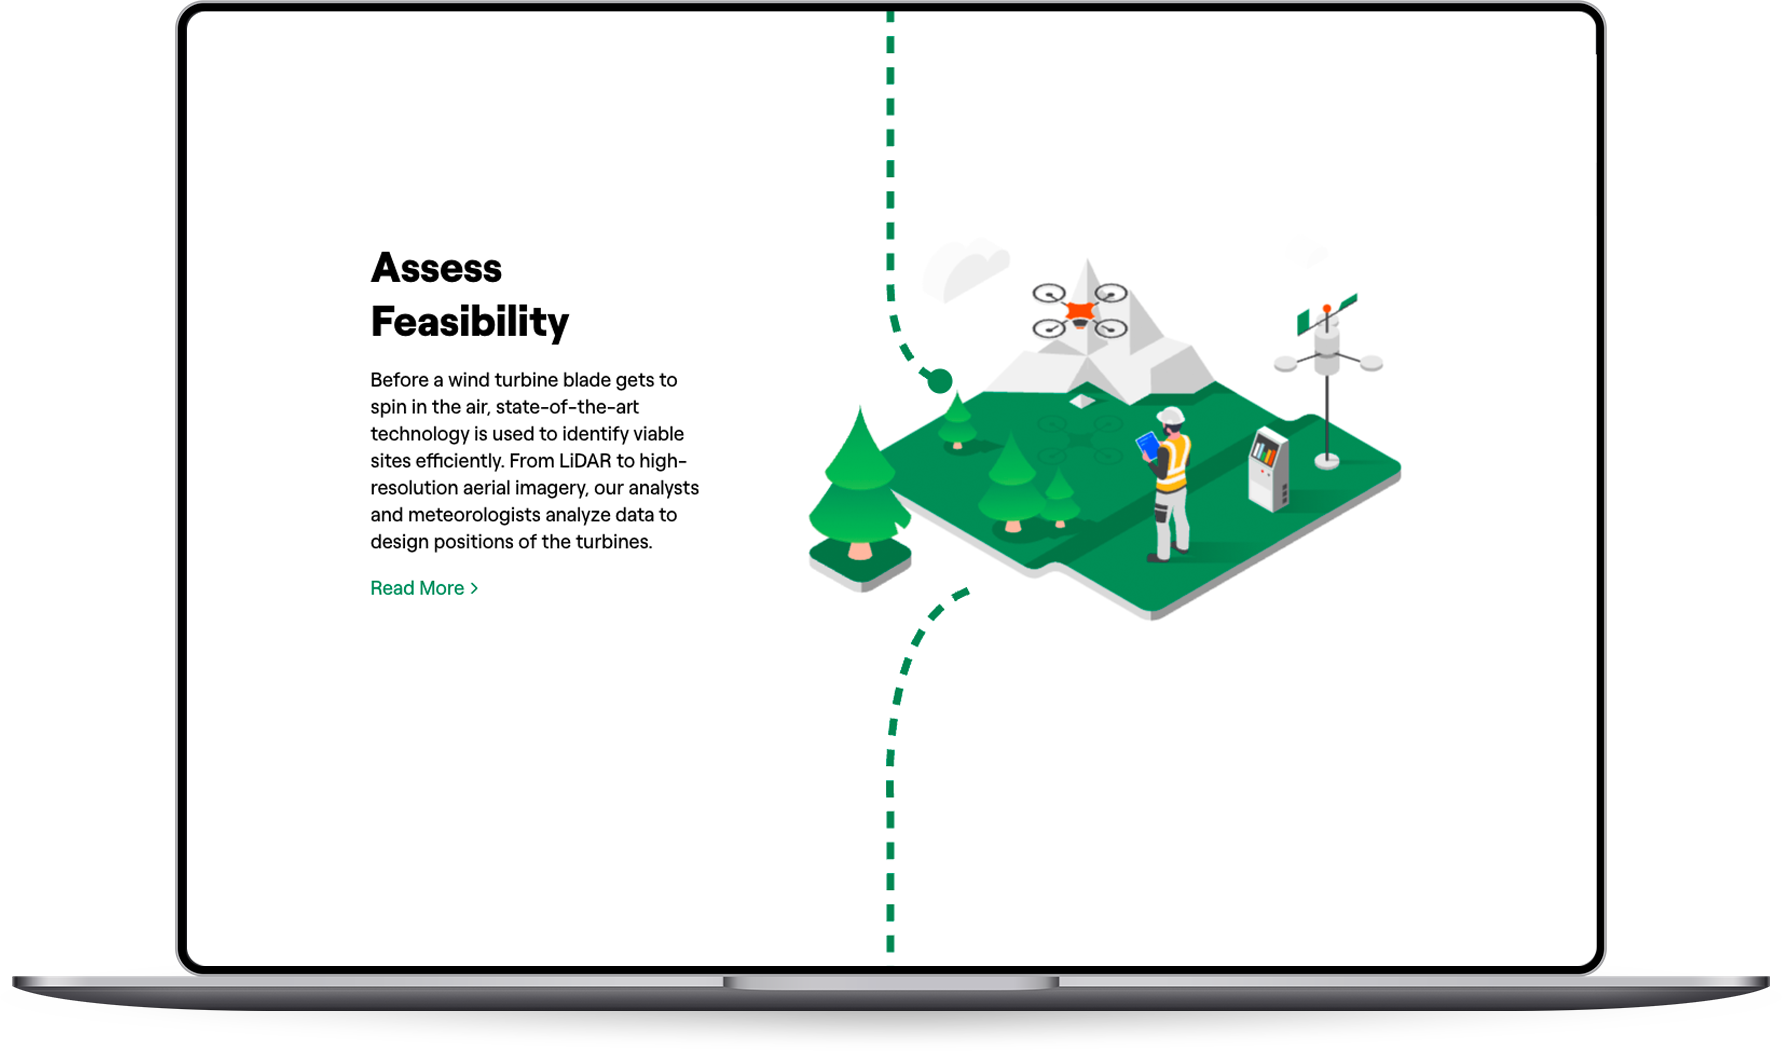 Assess
Feasibility
Before a wind turbine blade gets to
spin in the air, state-of-the-art
technology is used to identify viable
sites efficiently. From LiDAR to high-
resolution aerial imagery, our analysts
and meteorologists analyze data to
design positions of the turbines.
Read More >